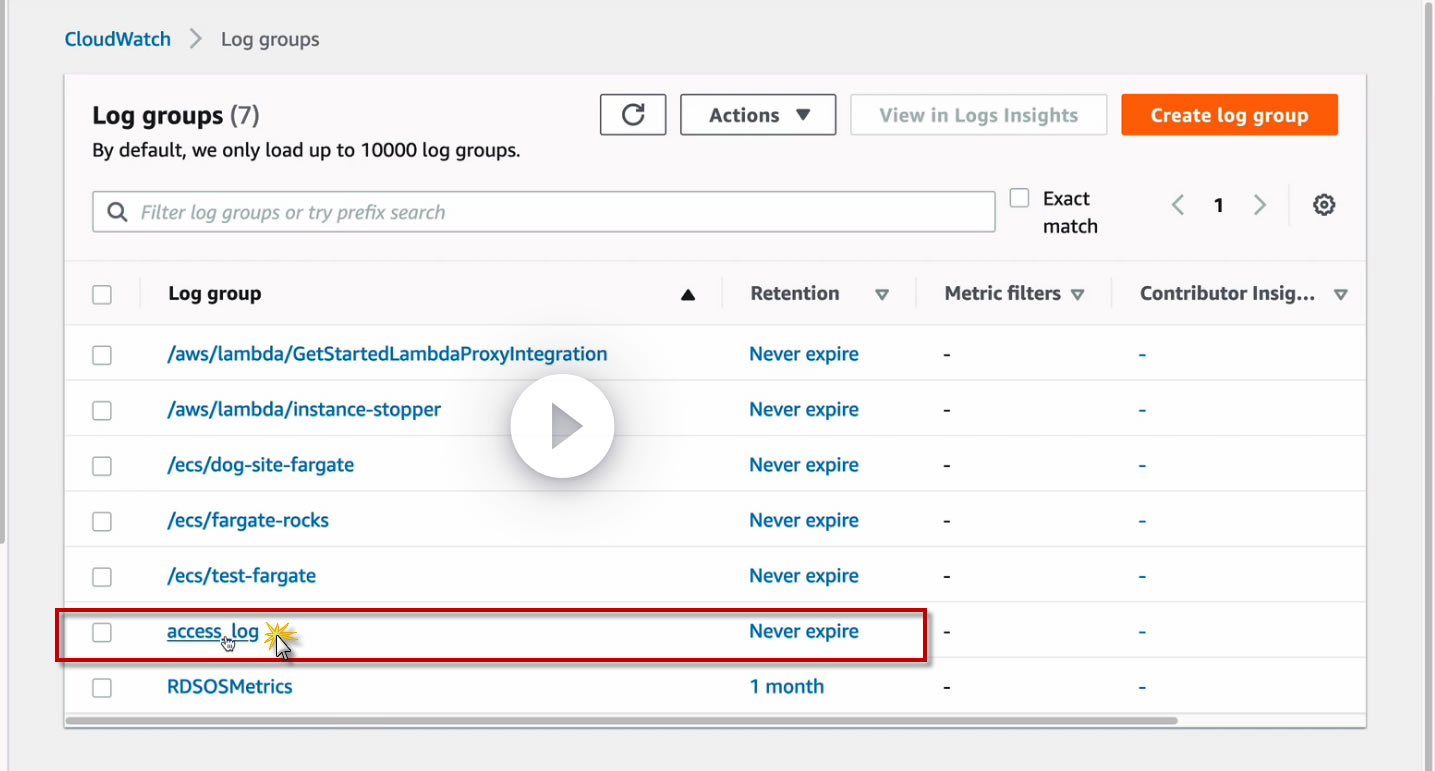 CloudWatch > Log groups
Log groups (7)
Actions View in Logs Insights Create log group
By default, we only load up to 10000 log groups.
Filter log groups or try prefix search
Exact match
1
Log group Retention Metric filters Contributor Insig...
/aws/lambda/GetStartedLambdaProxyIntegration Never expire - -
/aws/lambda/instance-stopper Never expire - -
/ecs/dog-site-fargate Never expire - -
/ecs/fargate-rocks Never expire - -
/ecs/test-fargate Never expire - -
access_log Never expire - -
RDSOSMetrics 1 month - -